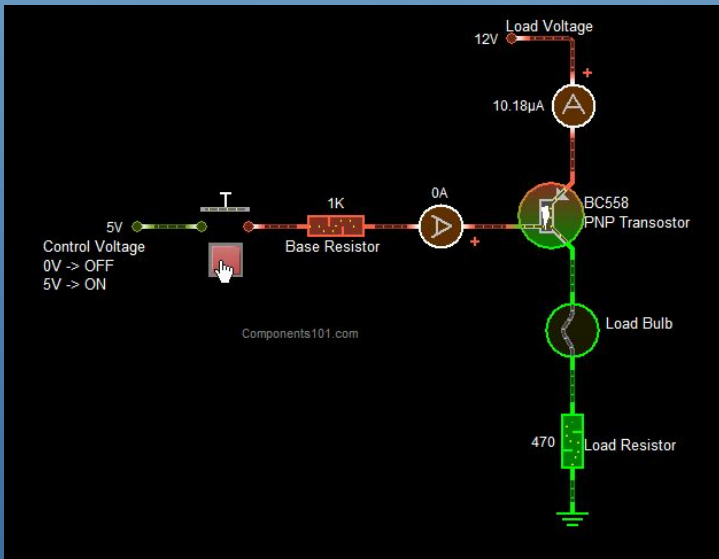 Load Voltage
12V
+
10.18µA
A
T
1K
0A
BC558
PNP Transostor
5V
A
+
Control Voltage
0V -> OFF
5V -> ON
Base Resistor
Load Bulb
Components101.com
470
Load Resistor